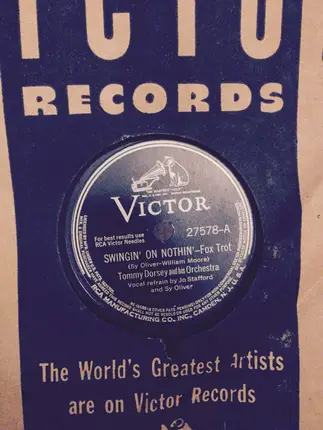 RECORDS
VICTOR
For best results use
RCA Victor Needles
27578-A
SWINGIN' ON NOTHIN'—Fox Trot
(Sy Oliver-William Moore)
Tommy Dorsey and his Orchestra
Vocal refrain by Jo Stafford
and Sy Oliver
RCA MANUFACTURING CO., INC.
CAMDEN, N. J., U. S. A.
The World's Greatest Artists
are on Victor Records